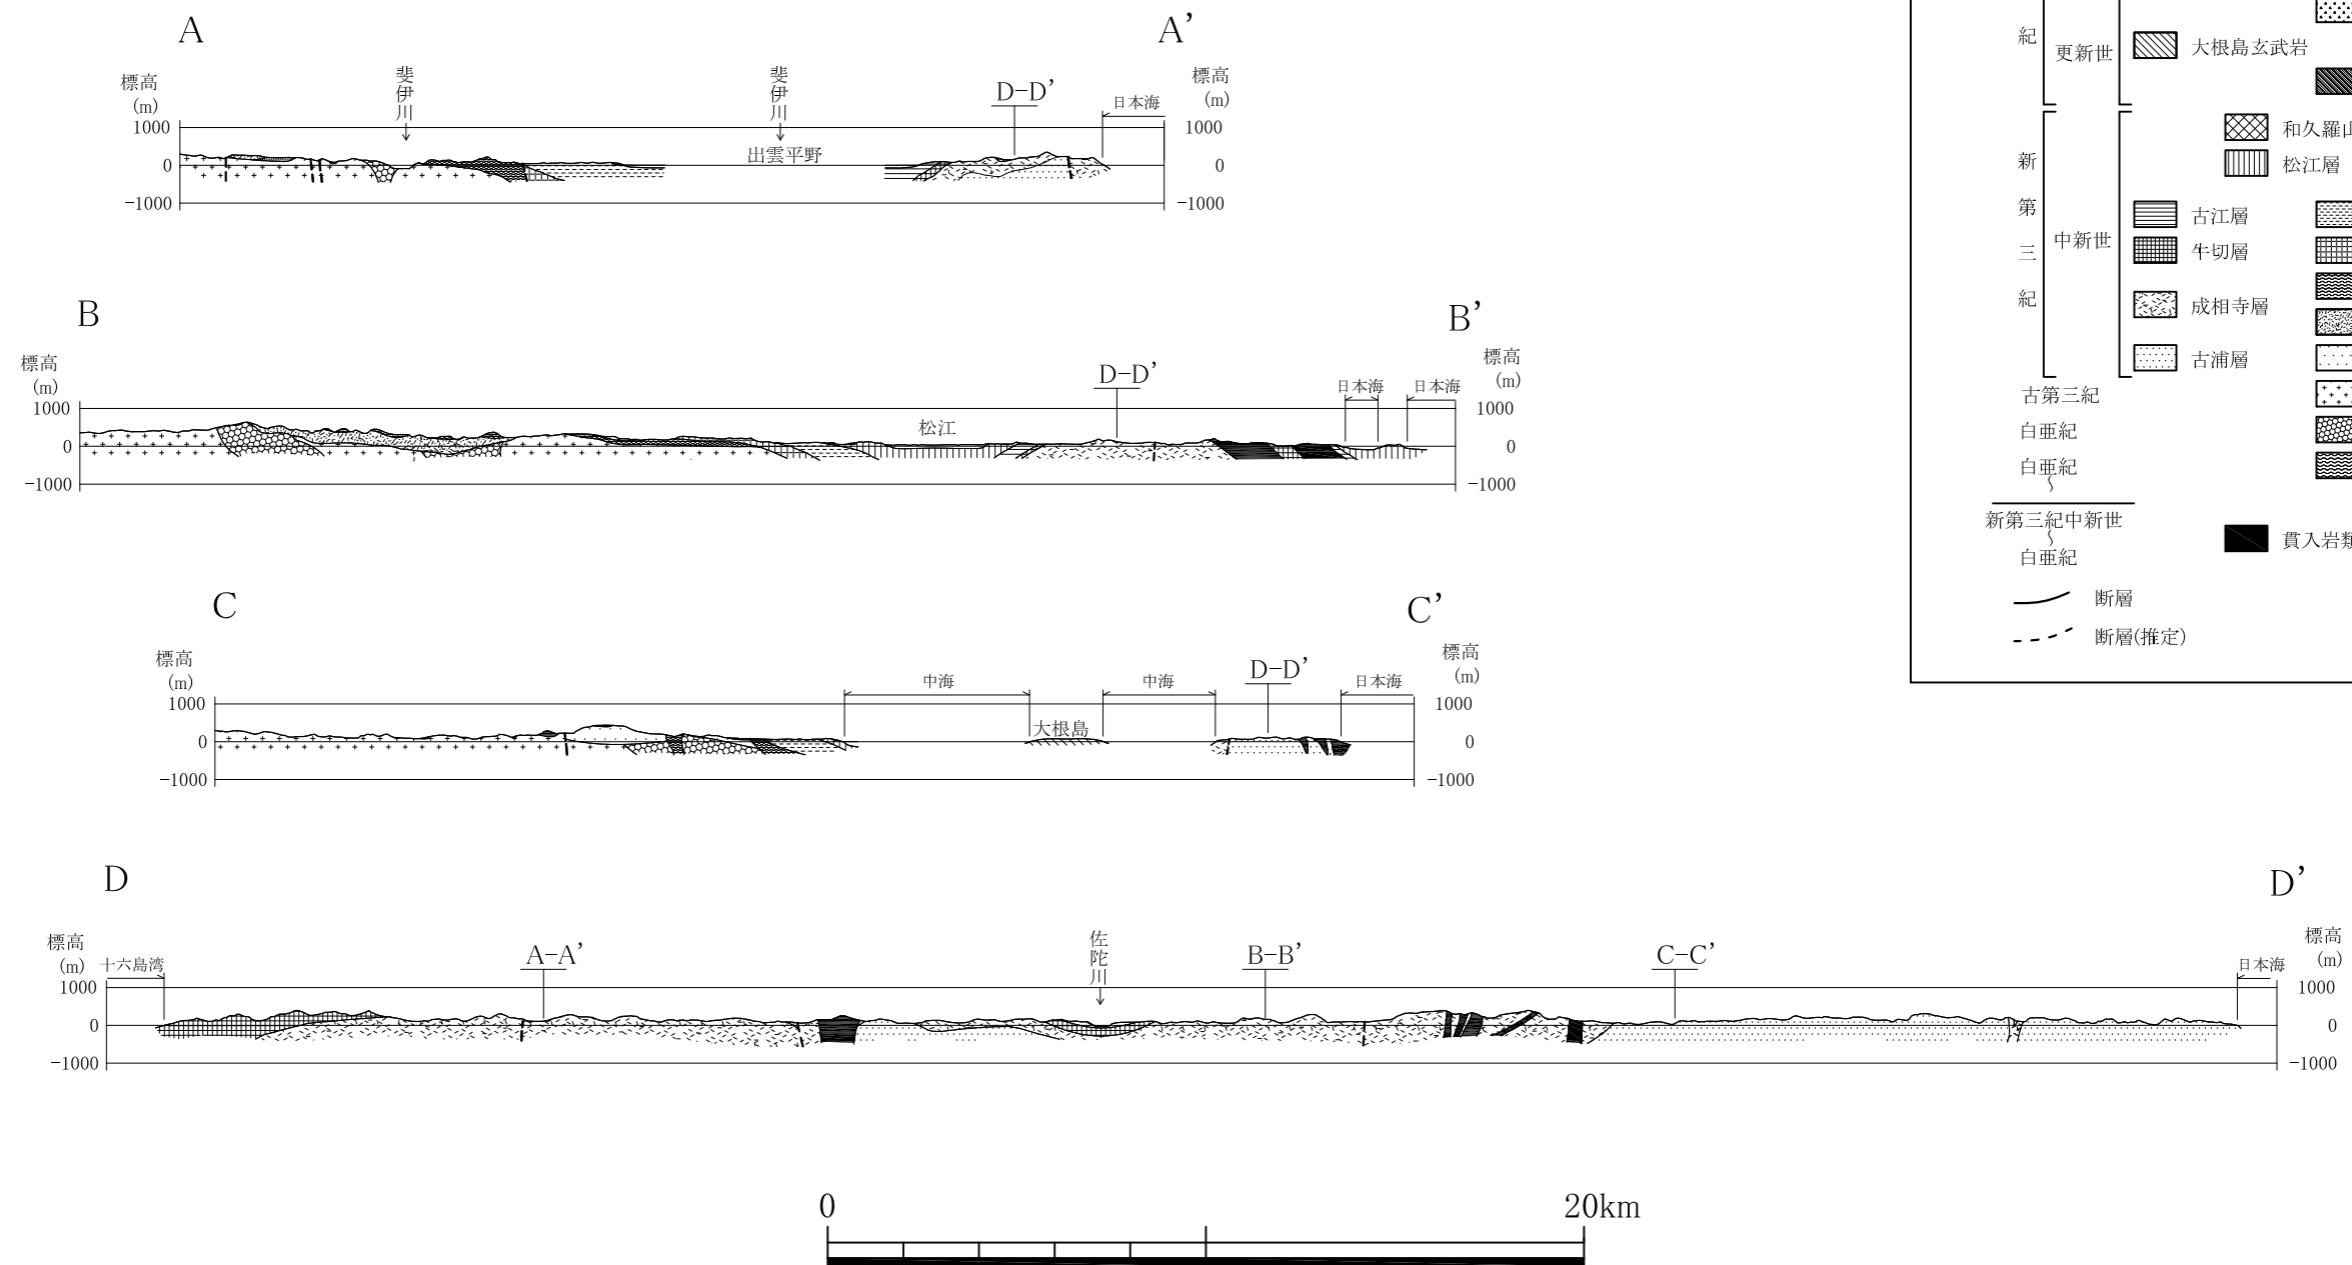 A
A’
斐伊川
斐伊川
標高
(m)
D−D’
日本海
標高
(m)
1000
1000
出雲平野
0
0
−1000
−1000
B
B’
標高
(m)
D−D’
日本海
日本海
標高
(m)
1000
1000
松江
0
0
−1000
−1000
C
C’
標高
(m)
中海
中海
D−D’
日本海
標高
(m)
1000
1000
大根島
0
0
−1000
−1000
D
D’
標高
(m)
十六島湾
A−A’
佐陀川
B−B’
C−C’
日本海
標高
(m)
1000
1000
0
0
−1000
−1000
0
20km
紀
更新世
大根島玄武岩
和久羅山
松江層
新第三紀
中新世
古江層
牛切層
成相寺層
古浦層
古第三紀
白亜紀
白亜紀
〜
新第三紀中新世
〜
白亜紀
貫入岩類
断層
断層(推定)